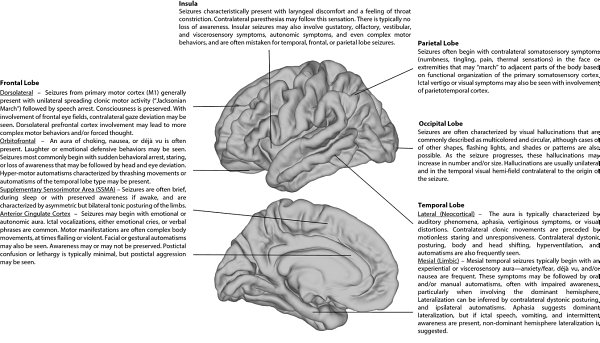 Insula
Seizures characteristically present with laryngeal discomfort and a feeling of throat
constriction. Contralateral paresthesias may follow this sensation. There is typically no
loss of awareness. Insular seizures may also involve gustatory, olfactory, vestibular,
and viscerosensory symptoms, autonomic symptoms, and even complex motor
behaviors, and are often mistaken for temporal, frontal, or parietal lobe seizures.
Frontal Lobe
Dorsolateral – Seizures from primary motor cortex (M1) generally
present with unilateral spreading clonic motor activity ("Jacksonian
March") followed by speech arrest. Consciousness is preserved. With
involvement of frontal eye fields, contralateral gaze deviation may be
seen. Dorsolateral prefrontal cortex involvement may lead to more
complex motor behaviors and/or forced thought.
Orbitofrontal – An aura of choking, nausea, or déjà vu is often
present. Laughter or emotional defensive behaviors may be seen.
Seizures most commonly begin with sudden behavioral arrest, staring,
or loss of awareness that may be followed by head and eye deviation.
Hyper-motor automatisms characterized by thrashing movements or
automatisms of the temporal lobe type may be present.
Supplementary Sensorimotor Area (SSMA) – Seizures are often brief,
during sleep or with preserved awareness if awake, and are
characterized by asymmetric but bilateral tonic posturing of the limbs.
Anterior Cingulate Cortex – Seizures may begin with emotional or
autonomic aura. Ictal vocalizations, either emotional cries, or verbal
phrases are common. Motor manifestations are often complex body
movements, at times flailing or violent. Facial or gestural automatisms
may also be seen. Awareness may or may not be preserved. Postictal
confusion or lethargy is typically minimal, but postictal aggression
may be seen.
Parietal Lobe
Seizures often begin with contralateral somatosensory symptoms
(numbness, tingling, pain, thermal sensations) in the face or
extremities that may "march" to adjacent parts of the body based
on functional organization of the primary somatosensory cortex.
Ictal vertigo or visual symptoms may also be seen with involvement
of parietotemporal cortex.
Occipital Lobe
Seizures are often characterized by visual hallucinations that are
commonly described as multicolored and circular, although cases of
of other shapes, flashing lights, and shades or patterns are also
possible. As the seizure progresses, these hallucinations may
increase in number and/or size. Hallucinations are usually unilateral
and in the temporal visual hemi-field contralateral to the origin of
the seizure.
Temporal Lobe
Lateral (Neocortical) – The aura is typically characterized by
auditory phenomena, aphasia, vertiginous symptoms, or visual
distortions. Contralateral clonic movements are preceded by
motionless staring and unresponsiveness. Contralateral dystonic
posturing, body and head shifting, hyperventilation, and
automatisms are also frequently seen.
Mesial (Limbic) – Mesial temporal seizures typically begin with an
experiential or viscerosensory aura—anxiety/fear, déjà vu, and/or
nausea are frequent. These symptoms may be followed by oral
and/or manual automatisms, often with impaired awareness,
particularly when involving the dominant hemisphere.
Lateralization can be inferred by contralateral dystonic posturing,
and ipsilateral automatisms. Aphasia suggests dominant
lateralization, but if ictal speech, vomiting, and intermittent
awareness are present, non-dominant hemisphere lateralization is
suggested.